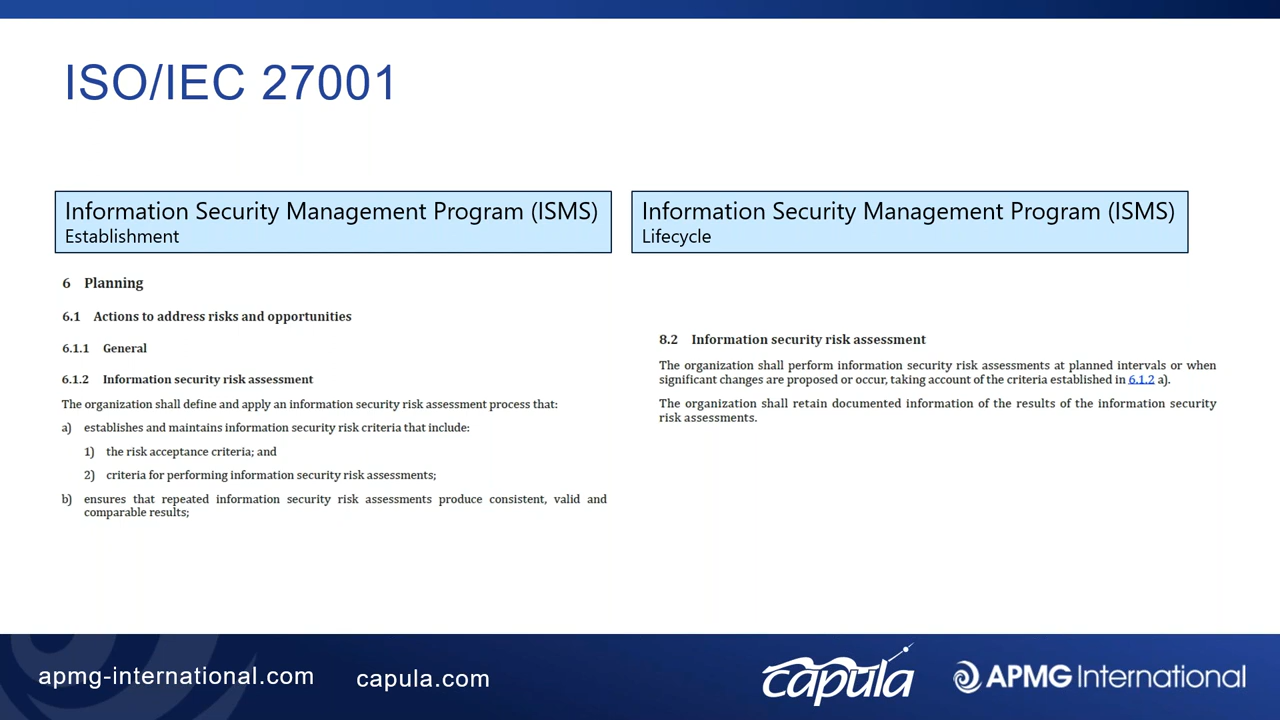 ISO/IEC 27001
Information Security Management Program (ISMS)
Establishment
6 Planning
6.1 Actions to address risks and opportunities
6.1.1 General
6.1.2 Information security risk assessment
The organization shall define and apply an information security risk assessment process that:
a) establishes and maintains information security risk criteria that include:
1) the risk acceptance criteria; and
2) criteria for performing information security risk assessments;
b) ensures that repeated information security risk assessments produce consistent, valid and
comparable results;
Information Security Management Program (ISMS)
Lifecycle
8.2 Information security risk assessment
The organization shall perform information security risk assessments at planned intervals or when
significant changes are proposed or occur, taking account of the criteria established in 6.1.2 a).
The organization shall retain documented information of the results of the information security
risk assessments.
apmg-international.com
capula.com
capula
APMG International